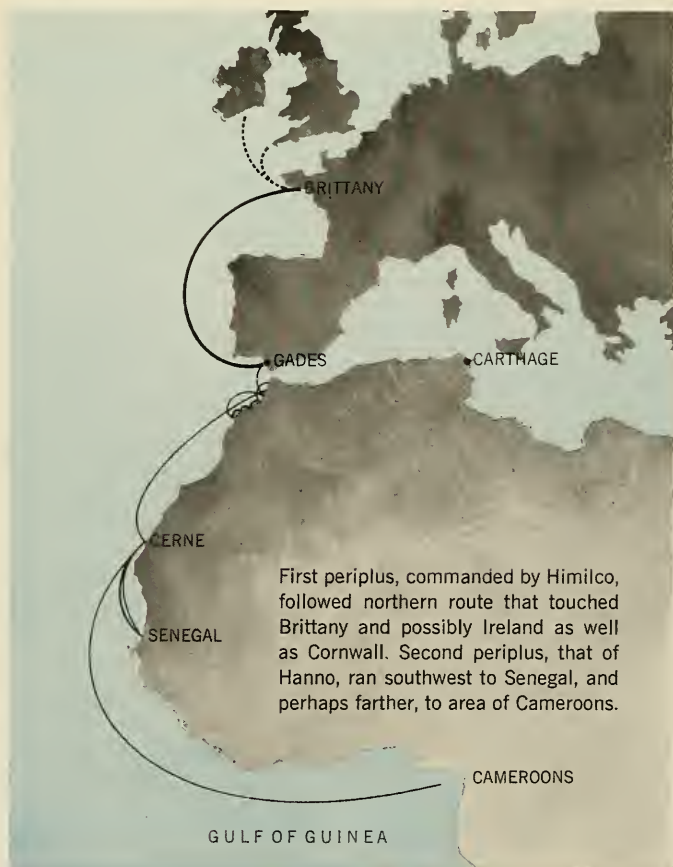 BRITTANY
GADES
CARTHAGE
CERNE
SENEGAL
First periplus, commanded by Himilco,
followed northern route that touched
Brittany and possibly Ireland as well
as Cornwall. Second periplus, that of
Hanno, ran southwest to Senegal, and
perhaps farther, to area of Cameroons.
CAMEROONS
GULF OF GUINEA